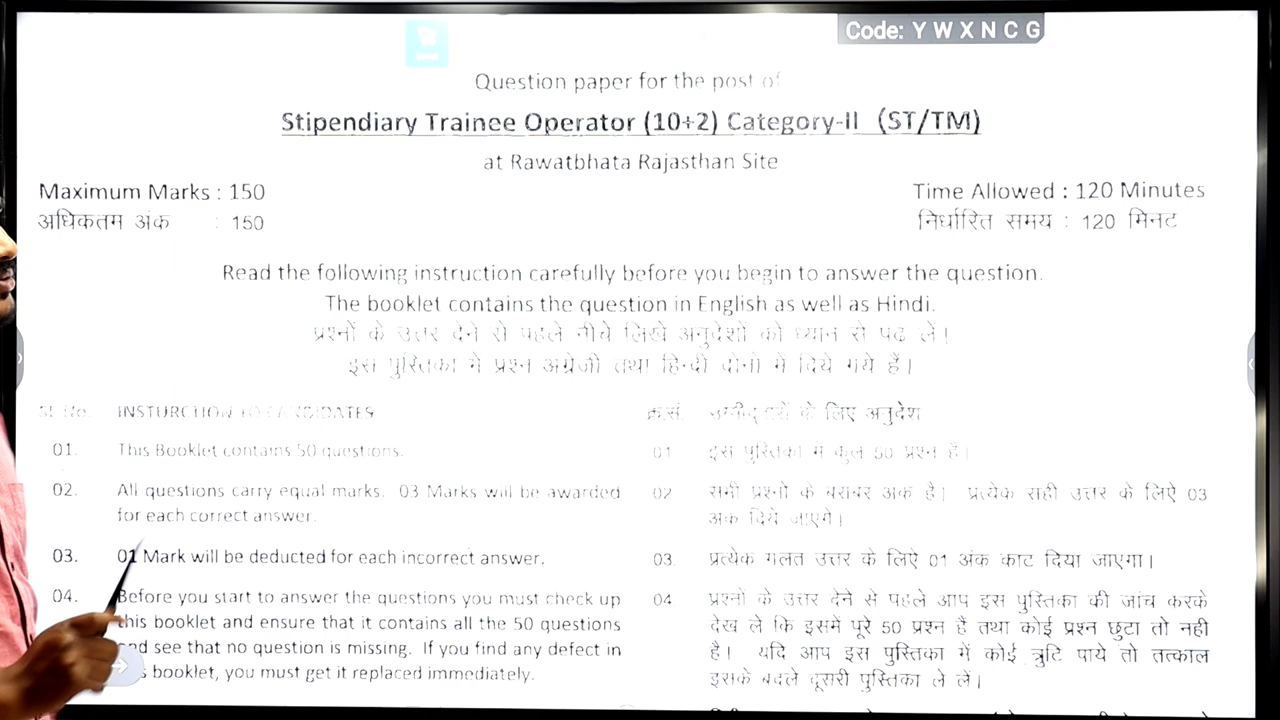 Code: Y W X N C G
Question paper for the post of
Stipendiary Trainee Operator (10+2) Category-II (ST/TM)
at Rawatbhata Rajasthan Site
Maximum Marks : 150
Time Allowed : 120 Minutes
अधिकतम अंक : 150
निर्धारित समय : 120 मिनट
Read the following instruction carefully before you begin to answer the question.
The booklet contains the question in English as well as Hindi.
प्रश्नों के उत्तर देने से पहले नीचे लिखे अनुदेशों को ध्यान से पढ़ लें।
इस पुस्तिका में प्रश्न अंग्रेजी तथा हिन्दी दोनों में दिये गये हैं।
Sl. No. INSTURCTION TO CANDIDATES
01. This Booklet contains 50 questions.
02. All questions carry equal marks. 03 Marks will be awarded
for each correct answer.
03. 01 Mark will be deducted for each incorrect answer.
04. Before you start to answer the questions you must check up
this booklet and ensure that it contains all the 50 questions
and see that no question is missing. If you find any defect in
booklet, you must get it replaced immediately.
क्र.सं. उम्मीदवारों के लिए अनुदेश
01 इस पुस्तिका में कुल 50 प्रश्न है।
02 सभी प्रश्नों के बराबर अंक है। प्रत्येक सही उत्तर के लिऐ 03
अंक दिये जाएगे।
03. प्रत्येक गलत उत्तर के लिऐ 01 अंक काट दिया जाएगा।
04 प्रश्नों के उत्तर देने से पहले आप इस पुस्तिका की जांच करके
देख ले कि इसमें पूरे 50 प्रश्न हैं तथा कोई प्रश्न छुटा तो नही
है। यदि आप इस पुस्तिका में कोई त्रुटि पाये तो तत्काल
इसके बदले दूसरी पुस्तिका ले लें।